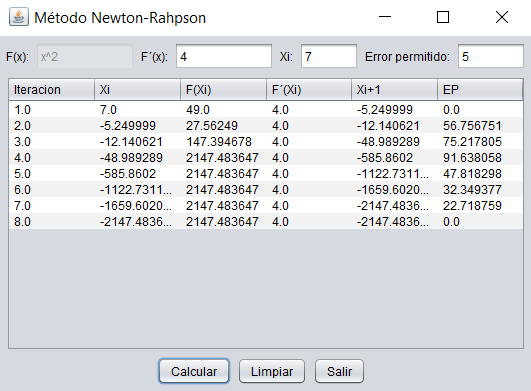 Método Newton-Rahpson
F(x): x^2 F´(x): 4 Xi: 7 Error permitido: 5
Iteracion Xi F(Xi) F´(Xi) Xi+1 EP
1.0 7.0 49.0 4.0 -5.249999 0.0
2.0 -5.249999 27.56249 4.0 -12.140621 56.756751
3.0 -12.140621 147.394678 4.0 -48.989289 75.217805
4.0 -48.989289 2147.483647 4.0 -585.8602 91.638058
5.0 -585.8602 2147.483647 4.0 -1122.7311... 47.818298
6.0 -1122.7311... 2147.483647 4.0 -1659.6020... 32.349377
7.0 -1659.6020... 2147.483647 4.0 -2147.4836... 22.718759
8.0 -2147.4836... 2147.483647 4.0 -2147.4836... 0.0
Calcular Limpiar Salir